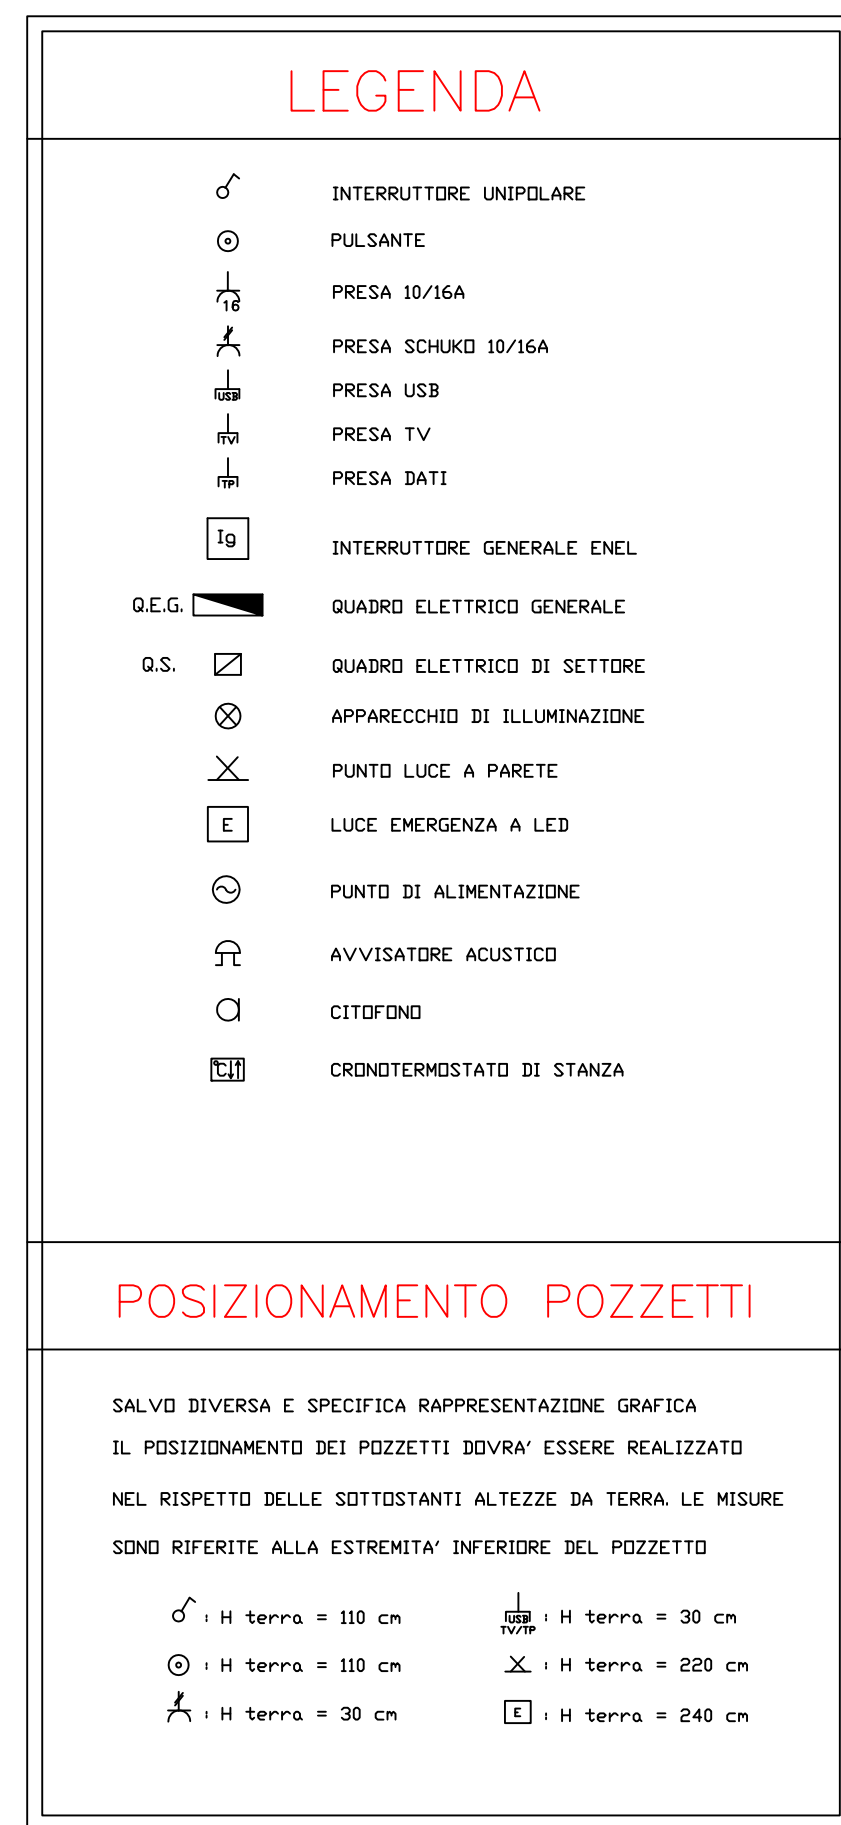 LEGENDA
INTERRUTTORE UNIPOLARE
PULSANTE
16 PRESA 10/16A
PRESA SCHUKO 10/16A
USB PRESA USB
TV PRESA TV
TP PRESA DATI
Ig INTERRUTTORE GENERALE ENEL
Q.E.G. QUADRO ELETTRICO GENERALE
Q.S. QUADRO ELETTRICO DI SETTORE
APPARECCHIO DI ILLUMINAZIONE
PUNTO LUCE A PARETE
E LUCE EMERGENZA A LED
PUNTO DI ALIMENTAZIONE
AVVISATORE ACUSTICO
CITOFONO
°C↓↑ CRONOTERMOSTATO DI STANZA
POSIZIONAMENTO POZZETTI
SALVO DIVERSA E SPECIFICA RAPPRESENTAZIONE GRAFICA
IL POSIZIONAMENTO DEI POZZETTI DOVRA' ESSERE REALIZZATO
NEL RISPETTO DELLE SOTTOSTANTI ALTEZZE DA TERRA. LE MISURE
SONO RIFERITE ALLA ESTREMITA' INFERIORE DEL POZZETTO
: H terra = 110 cm
: H terra = 110 cm
: H terra = 30 cm
USB TV/TP : H terra = 30 cm
: H terra = 220 cm
E : H terra = 240 cm